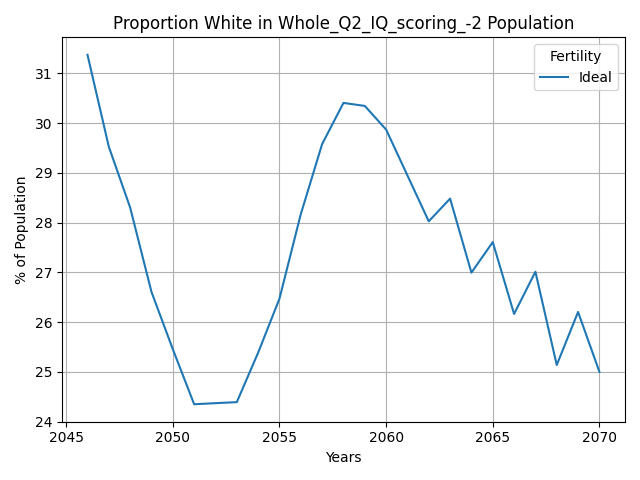 Proportion White in Whole_Q2_IQ_scoring_-2 Population
Fertility
Ideal
% of Population
31
30
29
28
27
26
25
24
2045
2050
2055
2060
2065
2070
Years